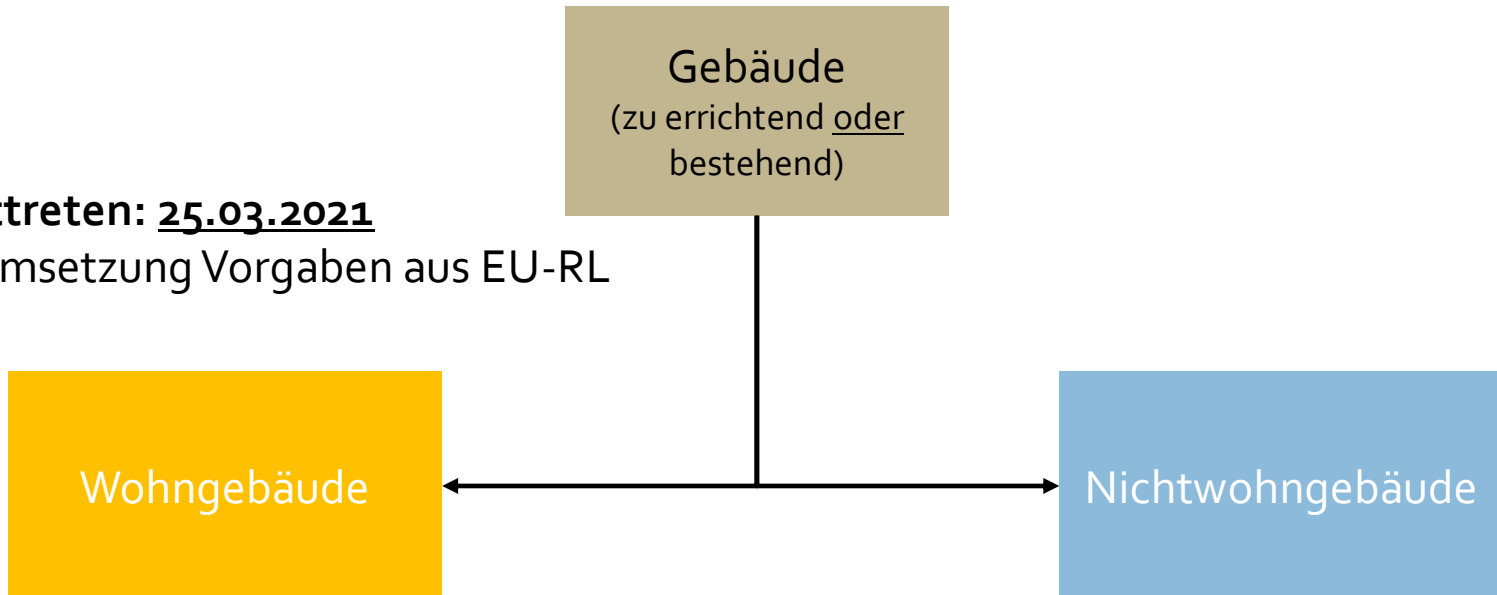 Gebäude
(zu errichtend oder
bestehend)
ttreten: 25.03.2021
msetzung Vorgaben aus EU-RL
Wohngebäude
Nichtwohngebäude